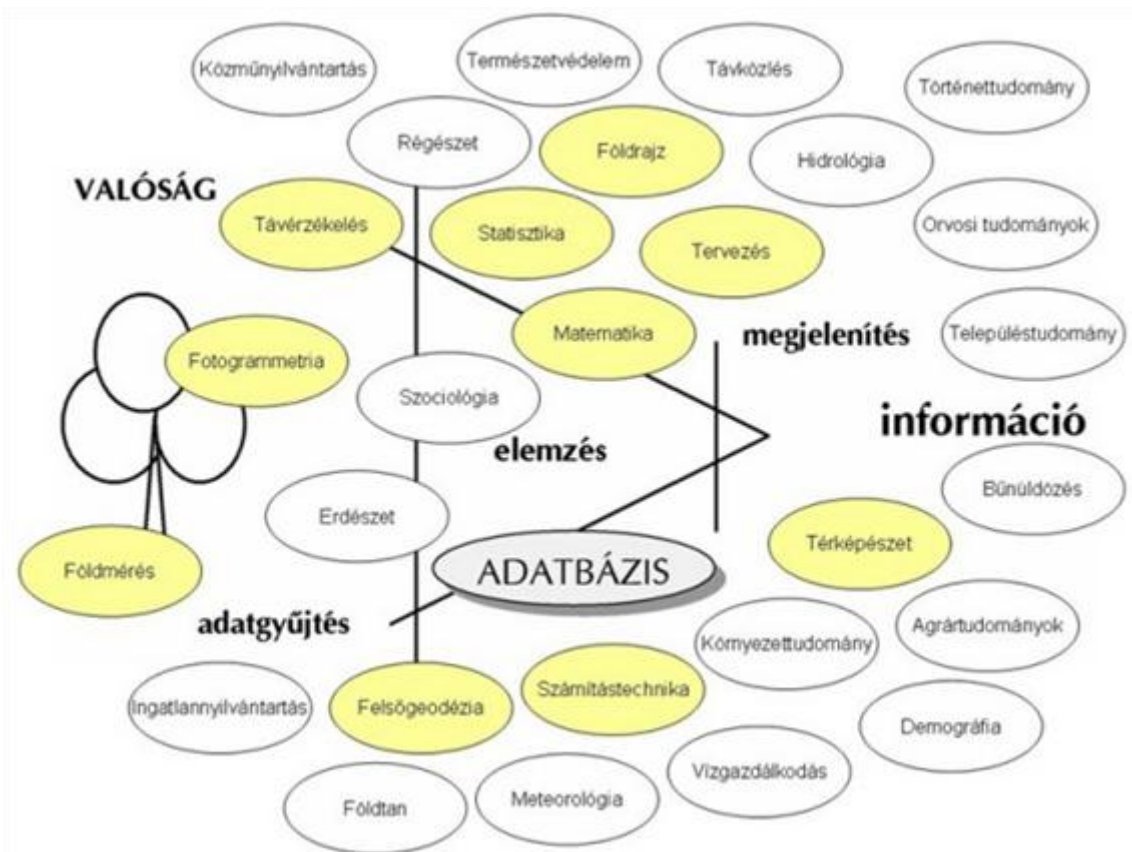 Természetvédelem
Közműnyilvántartás
Távközlés
Történettudomány
Régészet
Földrajz
Hidrológia
VALÓSÁG
Távérzékelés
Statisztika
Tervezés
Orvosi tudományok
Matematika
megjelenítés
Településtudomány
Fotogrammetria
Szociológia
információ
elemzés
Bűnüldözés
Erdészet
Térképészet
Földmérés
ADATBÁZIS
adatgyűjtés
Környezettudomány
Agrártudományok
Ingatlannyilvántartás
Felsőgeodézia
Számítástechnika
Demográfia
Vízgazdálkodás
Földtan
Meteorológia